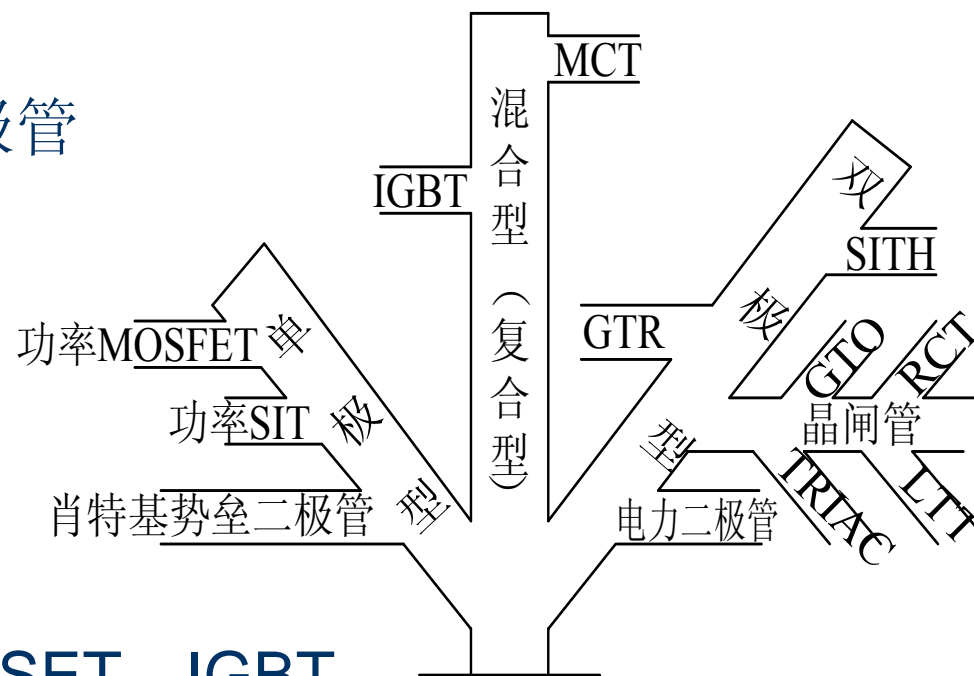 MCT
极管
混合型（复合型）
IGBT
双极型
SITH
功率MOSFET
单极型
GTR
GTO
RCT
功率SIT
晶闸管
肖特基势垒二极管
电力二极管
TRIAC
LTT
SET
IGBT